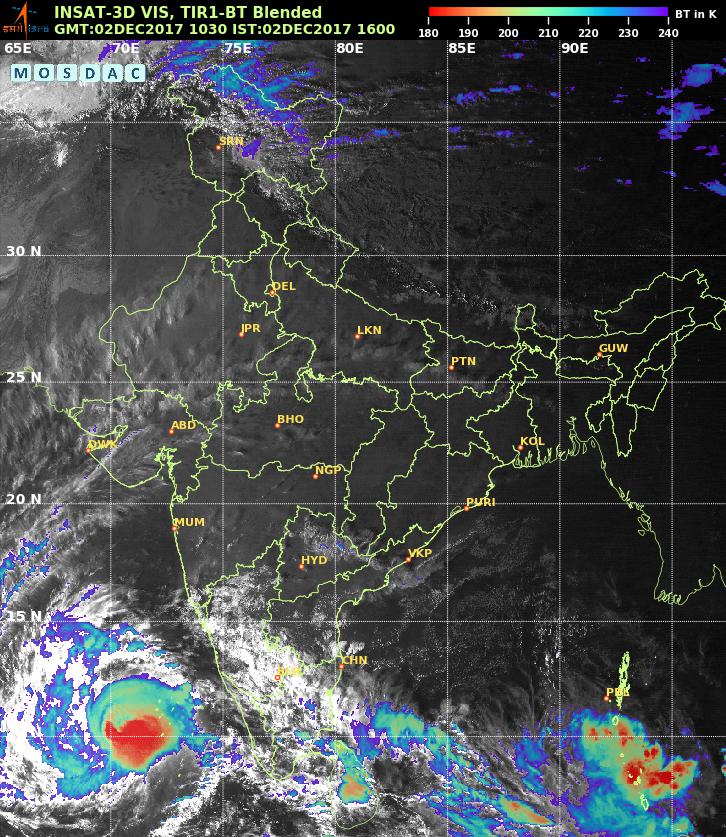 INSAT-3D VIS, TIR1-BT Blended
GMT:02DEC2017 1030 IST:02DEC2017 1600
BT in K
180 190 200 210 220 230 240
65E 70E 75E 80E 85E 90E
M O S D A C
SRN
30 N
DEL
JPR
LKN
GUW
PTN
25 N
ABD
BHO
DWK
KOL
NGP
20 N
PURI
MUM
VKP
HYD
15 N
CHN